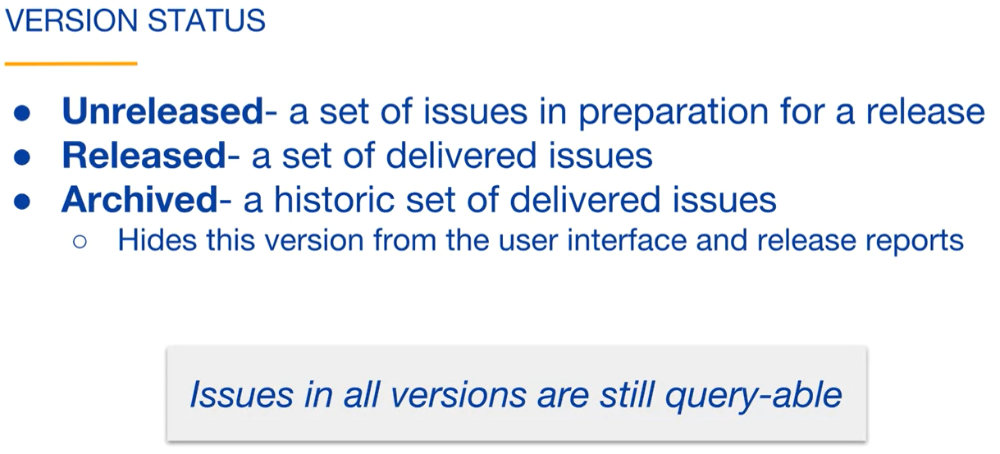 VERSION STATUS
● Unreleased- a set of issues in preparation for a release
● Released- a set of delivered issues
● Archived- a historic set of delivered issues
○ Hides this version from the user interface and release reports
Issues in all versions are still query-able